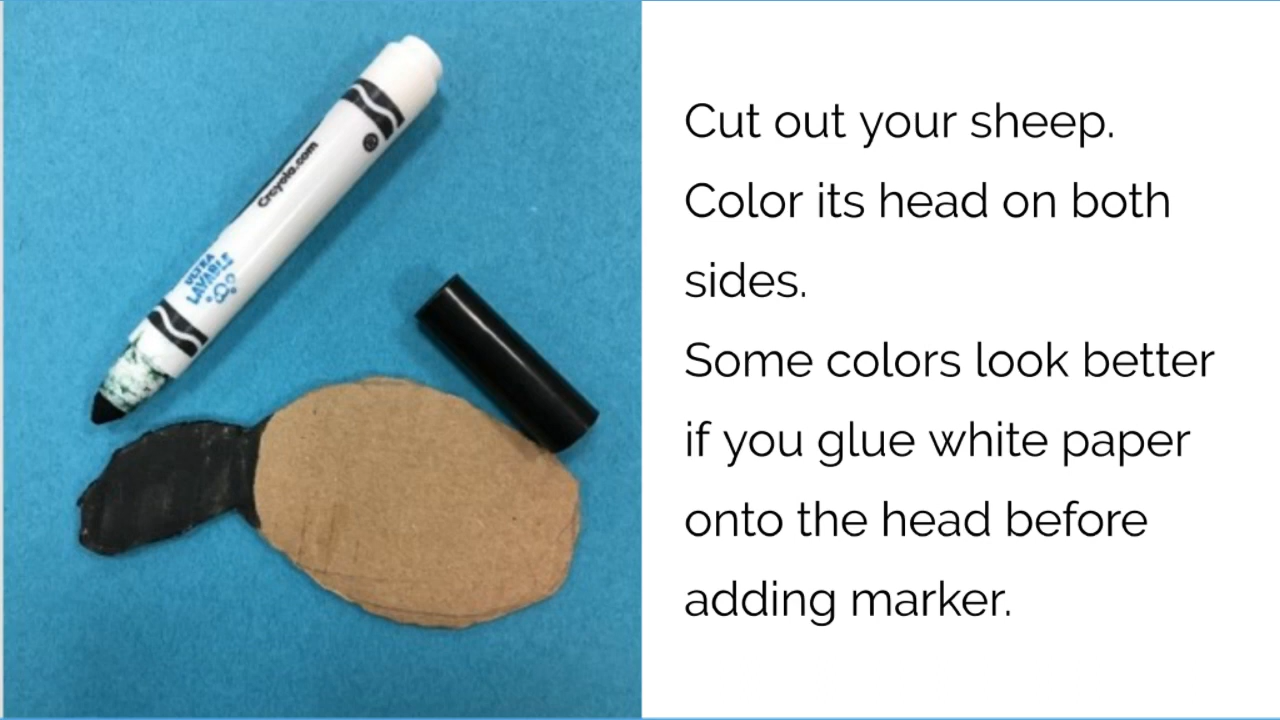 Crayola.com
®
ULTRA
LAVABLE
Cut out your sheep.
Color its head on both
sides.
Some colors look better
if you glue white paper
onto the head before
adding marker.